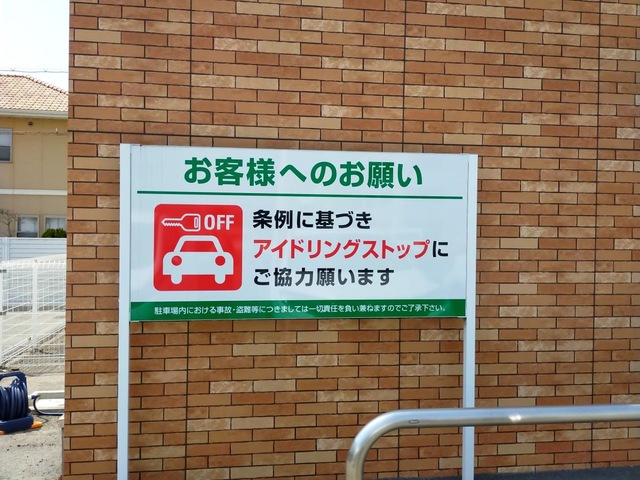 お客様へのお願い
OFF
条例に基づき
アイドリングストップに
ご協力願います
駐車場内における事故・盗難等につきましては一切責任を負い兼ねますのでご了承下さい。